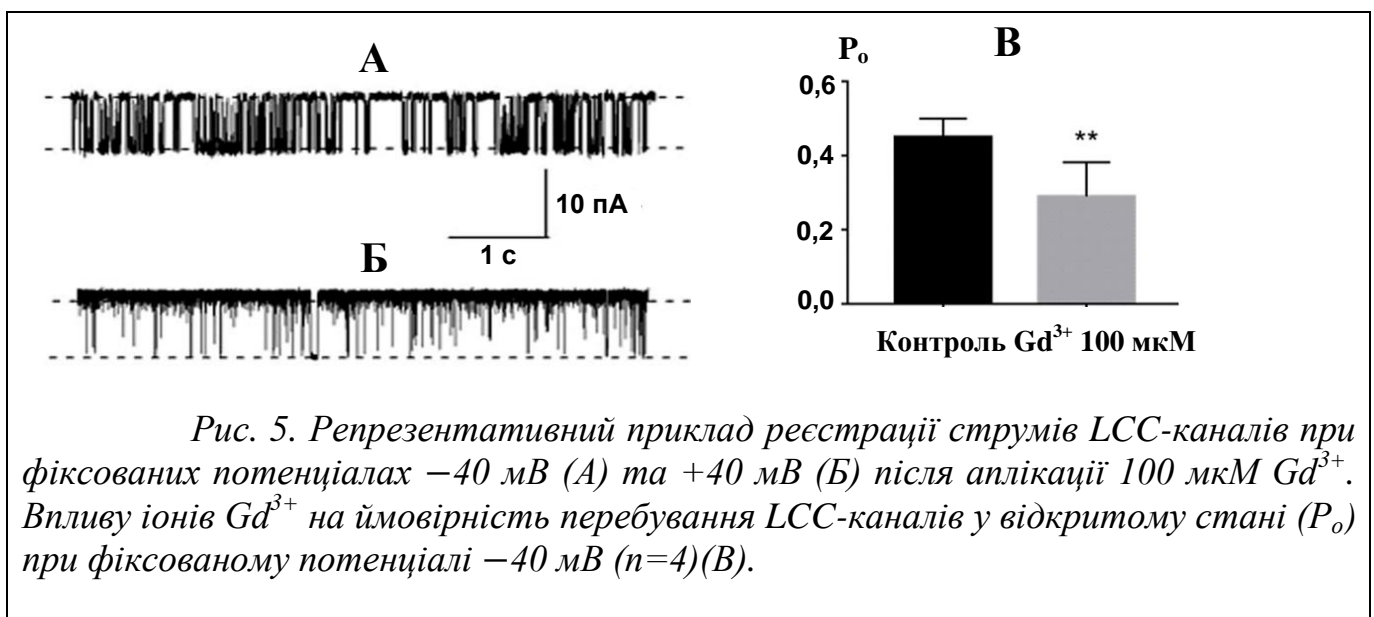 А
10 пА
1 с
Б
Pₒ
В
0,6
0,4
**
0,2
0,0
Контроль Gd³⁺ 100 мкМ
Рис. 5. Репрезентативний приклад реєстрації струмів LCC-каналів при
фіксованих потенціалах −40 мВ (А) та +40 мВ (Б) після аплікації 100 мкМ Gd³⁺.
Впливу іонів Gd³⁺ на ймовірність перебування LCC-каналів у відкритому стані (Pₒ)
при фіксованому потенціалі −40 мВ (n=4)(В).